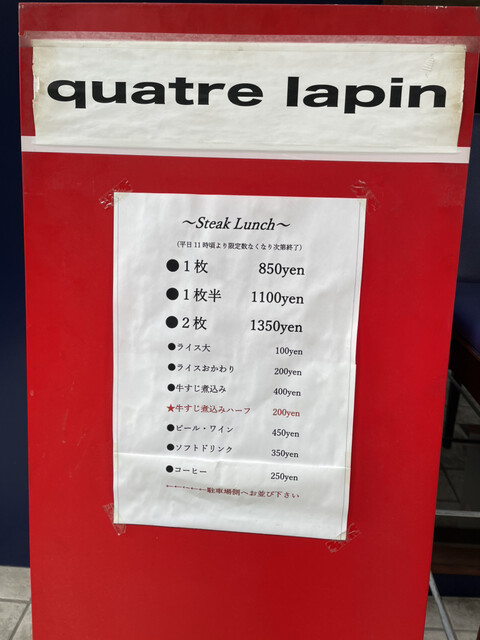 quatre lapin
～Steak Lunch～
（平日11時頃より限定数なくなり次第終了）
●1枚 850yen
●1枚半 1100yen
●2枚 1350yen
●ライス大 100yen
●ライスおかわり 200yen
●牛すじ煮込み 400yen
★牛すじ煮込みハーフ 200yen
●ビール・ワイン 450yen
●ソフトドリンク 350yen
●コーヒー 250yen
←←←←←駐車場側へお並び下さい